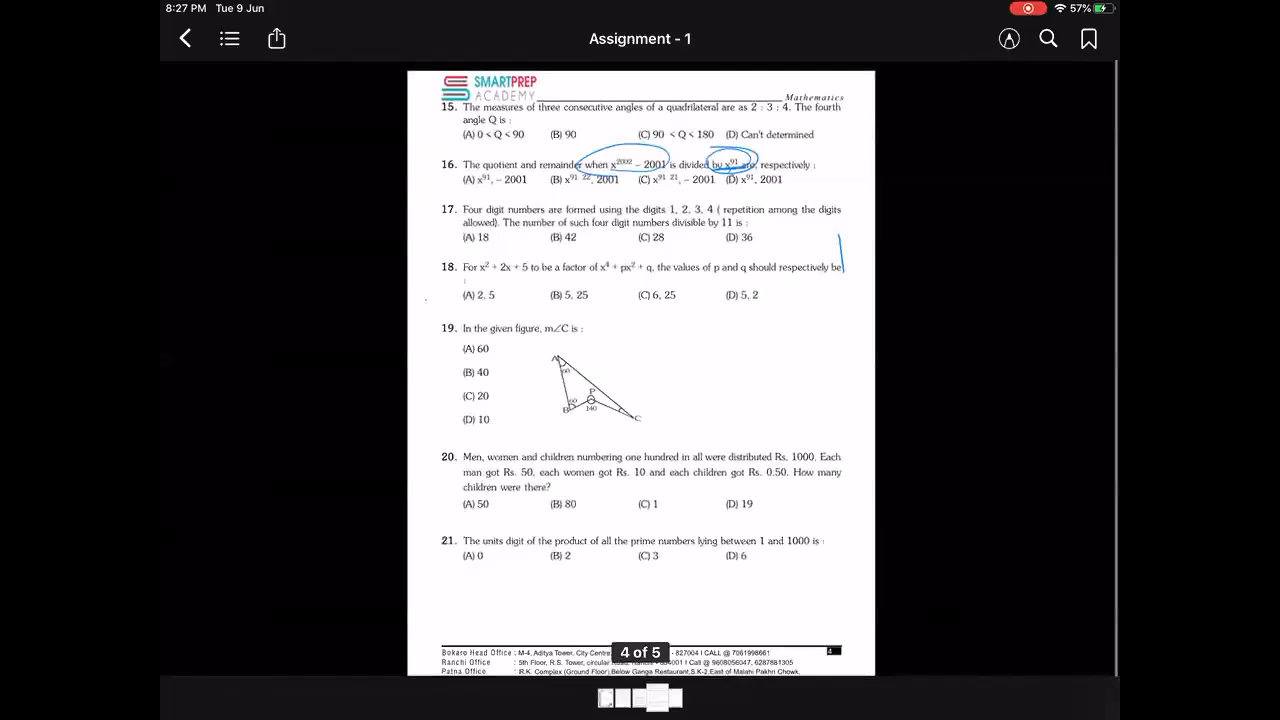 8:27 PM Tue 9 Jun 57%
Assignment - 1
SMARTPREP
ACADEMY Mathematics
15. The measures of three consecutive angles of a quadrilateral are as 2 : 3 : 4. The fourth
angle Q is :
(A) 0 < Q < 90 (B) 90 (C) 90 < Q < 180 (D) Can't determined
16. The quotient and remainder when x²⁰⁰² – 2001 is divided by x⁹¹ are, respectively :
(A) x⁹¹, – 2001 (B) x⁹¹ ²², 2001 (C) x⁹¹ ²¹, – 2001 (D) x⁹¹, 2001
17. Four digit numbers are formed using the digits 1, 2, 3, 4 ( repetition among the digits
allowed). The number of such four digit numbers divisible by 11 is :
(A) 18 (B) 42 (C) 28 (D) 36
18. For x² + 2x + 5 to be a factor of x⁴ + px² + q, the values of p and q should respectively be
:
(A) 2, 5 (B) 5, 25 (C) 6, 25 (D) 5, 2
19. In the given figure, m∠C is :
(A) 60
(B) 40
(C) 20
(D) 10
A
60
P
B 140
C
20. Men, women and children numbering one hundred in all were distributed Rs. 1000. Each
man got Rs. 50, each women got Rs. 10 and each children got Rs. 0.50. How many
children were there?
(A) 50 (B) 80 (C) 1 (D) 19
21. The units digit of the product of all the prime numbers lying between 1 and 1000 is :
(A) 0 (B) 2 (C) 3 (D) 6
Bokaro Head Office : M-4, Aditya Tower, City Centre, - 827004 I CALL @ 7061998661 4
Ranchi Office : 5th Floor, R.S. Tower, circular I Call @ 9608056047, 6287881305
Patna Office : R.K. Complex (Ground Floor) Below Ganga Restaurant,S.K-2,East of Malahi Pakhri Chowk,
4 of 5